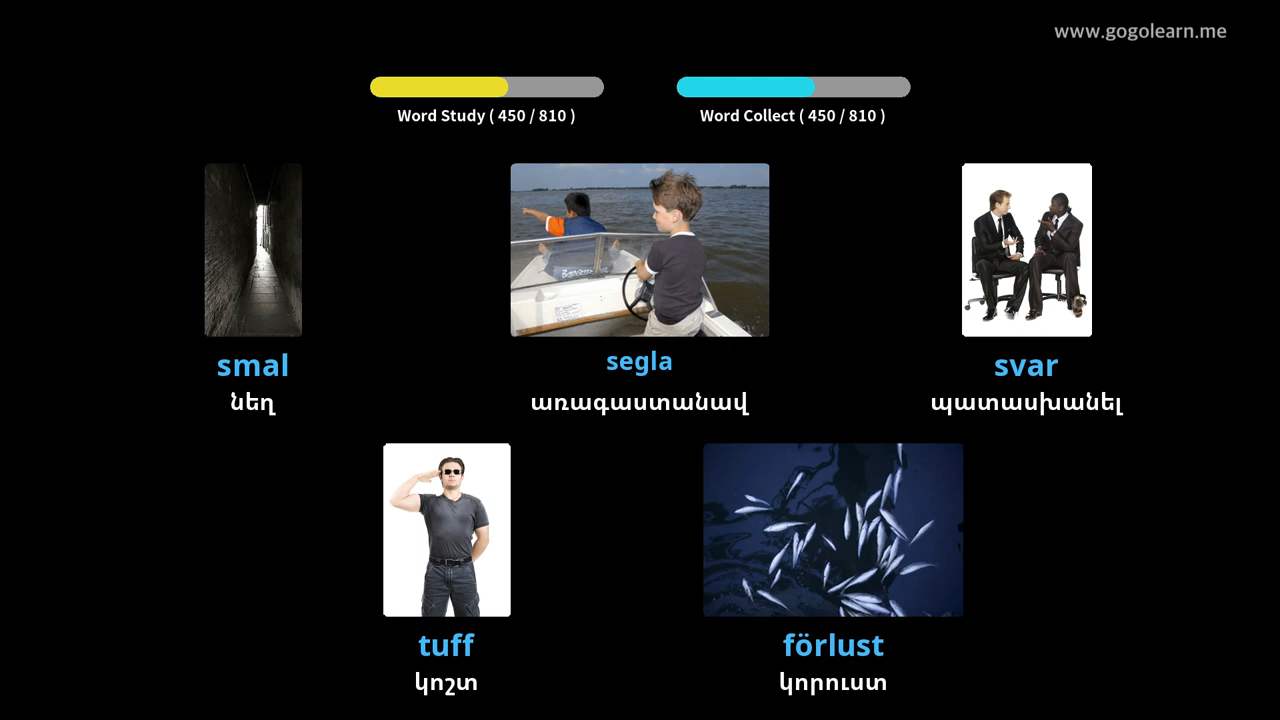 www.gogolearn.me
Word Study ( 450 / 810 )
Word Collect ( 450 / 810 )
smal
նեղ
segla
առագաստանավ
svar
պատասխանել
tuff
կոշտ
förlust
կորուստ